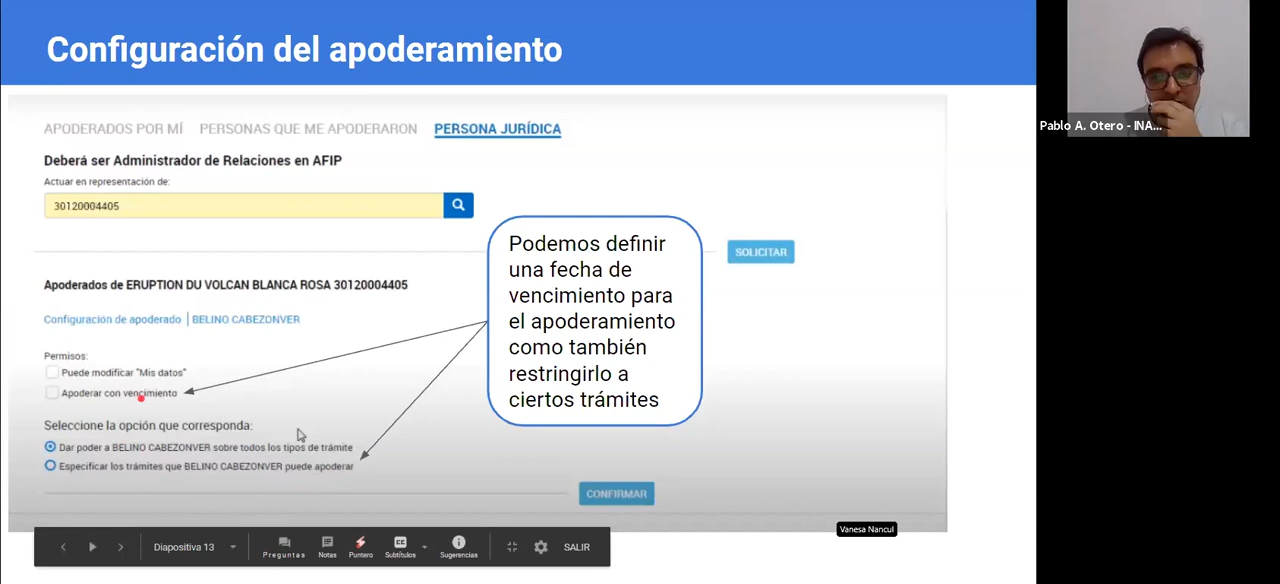 Configuración del apoderamiento
APODERADOS POR MÍ PERSONAS QUE ME APODERARON PERSONA JURÍDICA
Deberá ser Administrador de Relaciones en AFIP
Actuar en representación de:
30120004405
SOLICITAR
Apoderados de ERUPTION DU VOLCAN BLANCA ROSA 30120004405
Configuración de apoderado | BELINO CABEZONVER
Permisos:
Puede modificar "Mis datos"
Apoderar con vencimiento
Seleccione la opción que corresponda:
Dar poder a BELINO CABEZONVER sobre todos los tipos de trámite
Especificar los trámites que BELINO CABEZONVER puede apoderar
CONFIRMAR
Podemos definir
una fecha de
vencimiento para
el apoderamiento
como también
restringirlo a
ciertos trámites
Pablo A. Otero - INA...
Vanesa Nancul
Diapositiva 13
Preguntas
Notas
Puntero
CC
Subtítulos
Sugerencias
SALIR